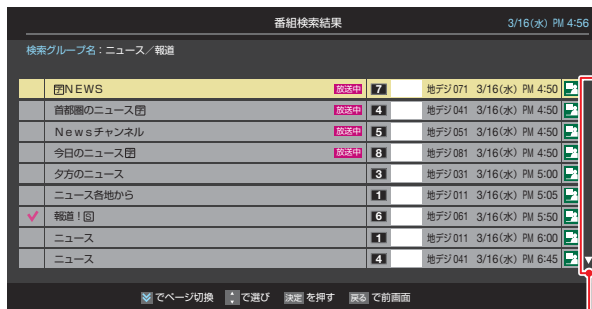 番組検索結果 3/16(水) PM 4:56
検索グループ名：ニュース／報道
🈑NEWS 放送中 7 地デジ071 3/16(水) PM 4:50
首都圏のニュース🈑 放送中 4 地デジ041 3/16(水) PM 4:50
Newsチャンネル 放送中 5 地デジ051 3/16(水) PM 4:50
今日のニュース🈑 放送中 8 地デジ081 3/16(水) PM 4:50
夕方のニュース 3 地デジ031 3/16(水) PM 5:00
ニュース各地から 1 地デジ011 3/16(水) PM 5:05
報道！🅂 6 地デジ061 3/16(水) PM 5:50
ニュース 1 地デジ011 3/16(水) PM 6:00
ニュース 4 地デジ041 3/16(水) PM 6:45
でページ切換 で選び 決定 を押す 戻る で前画面